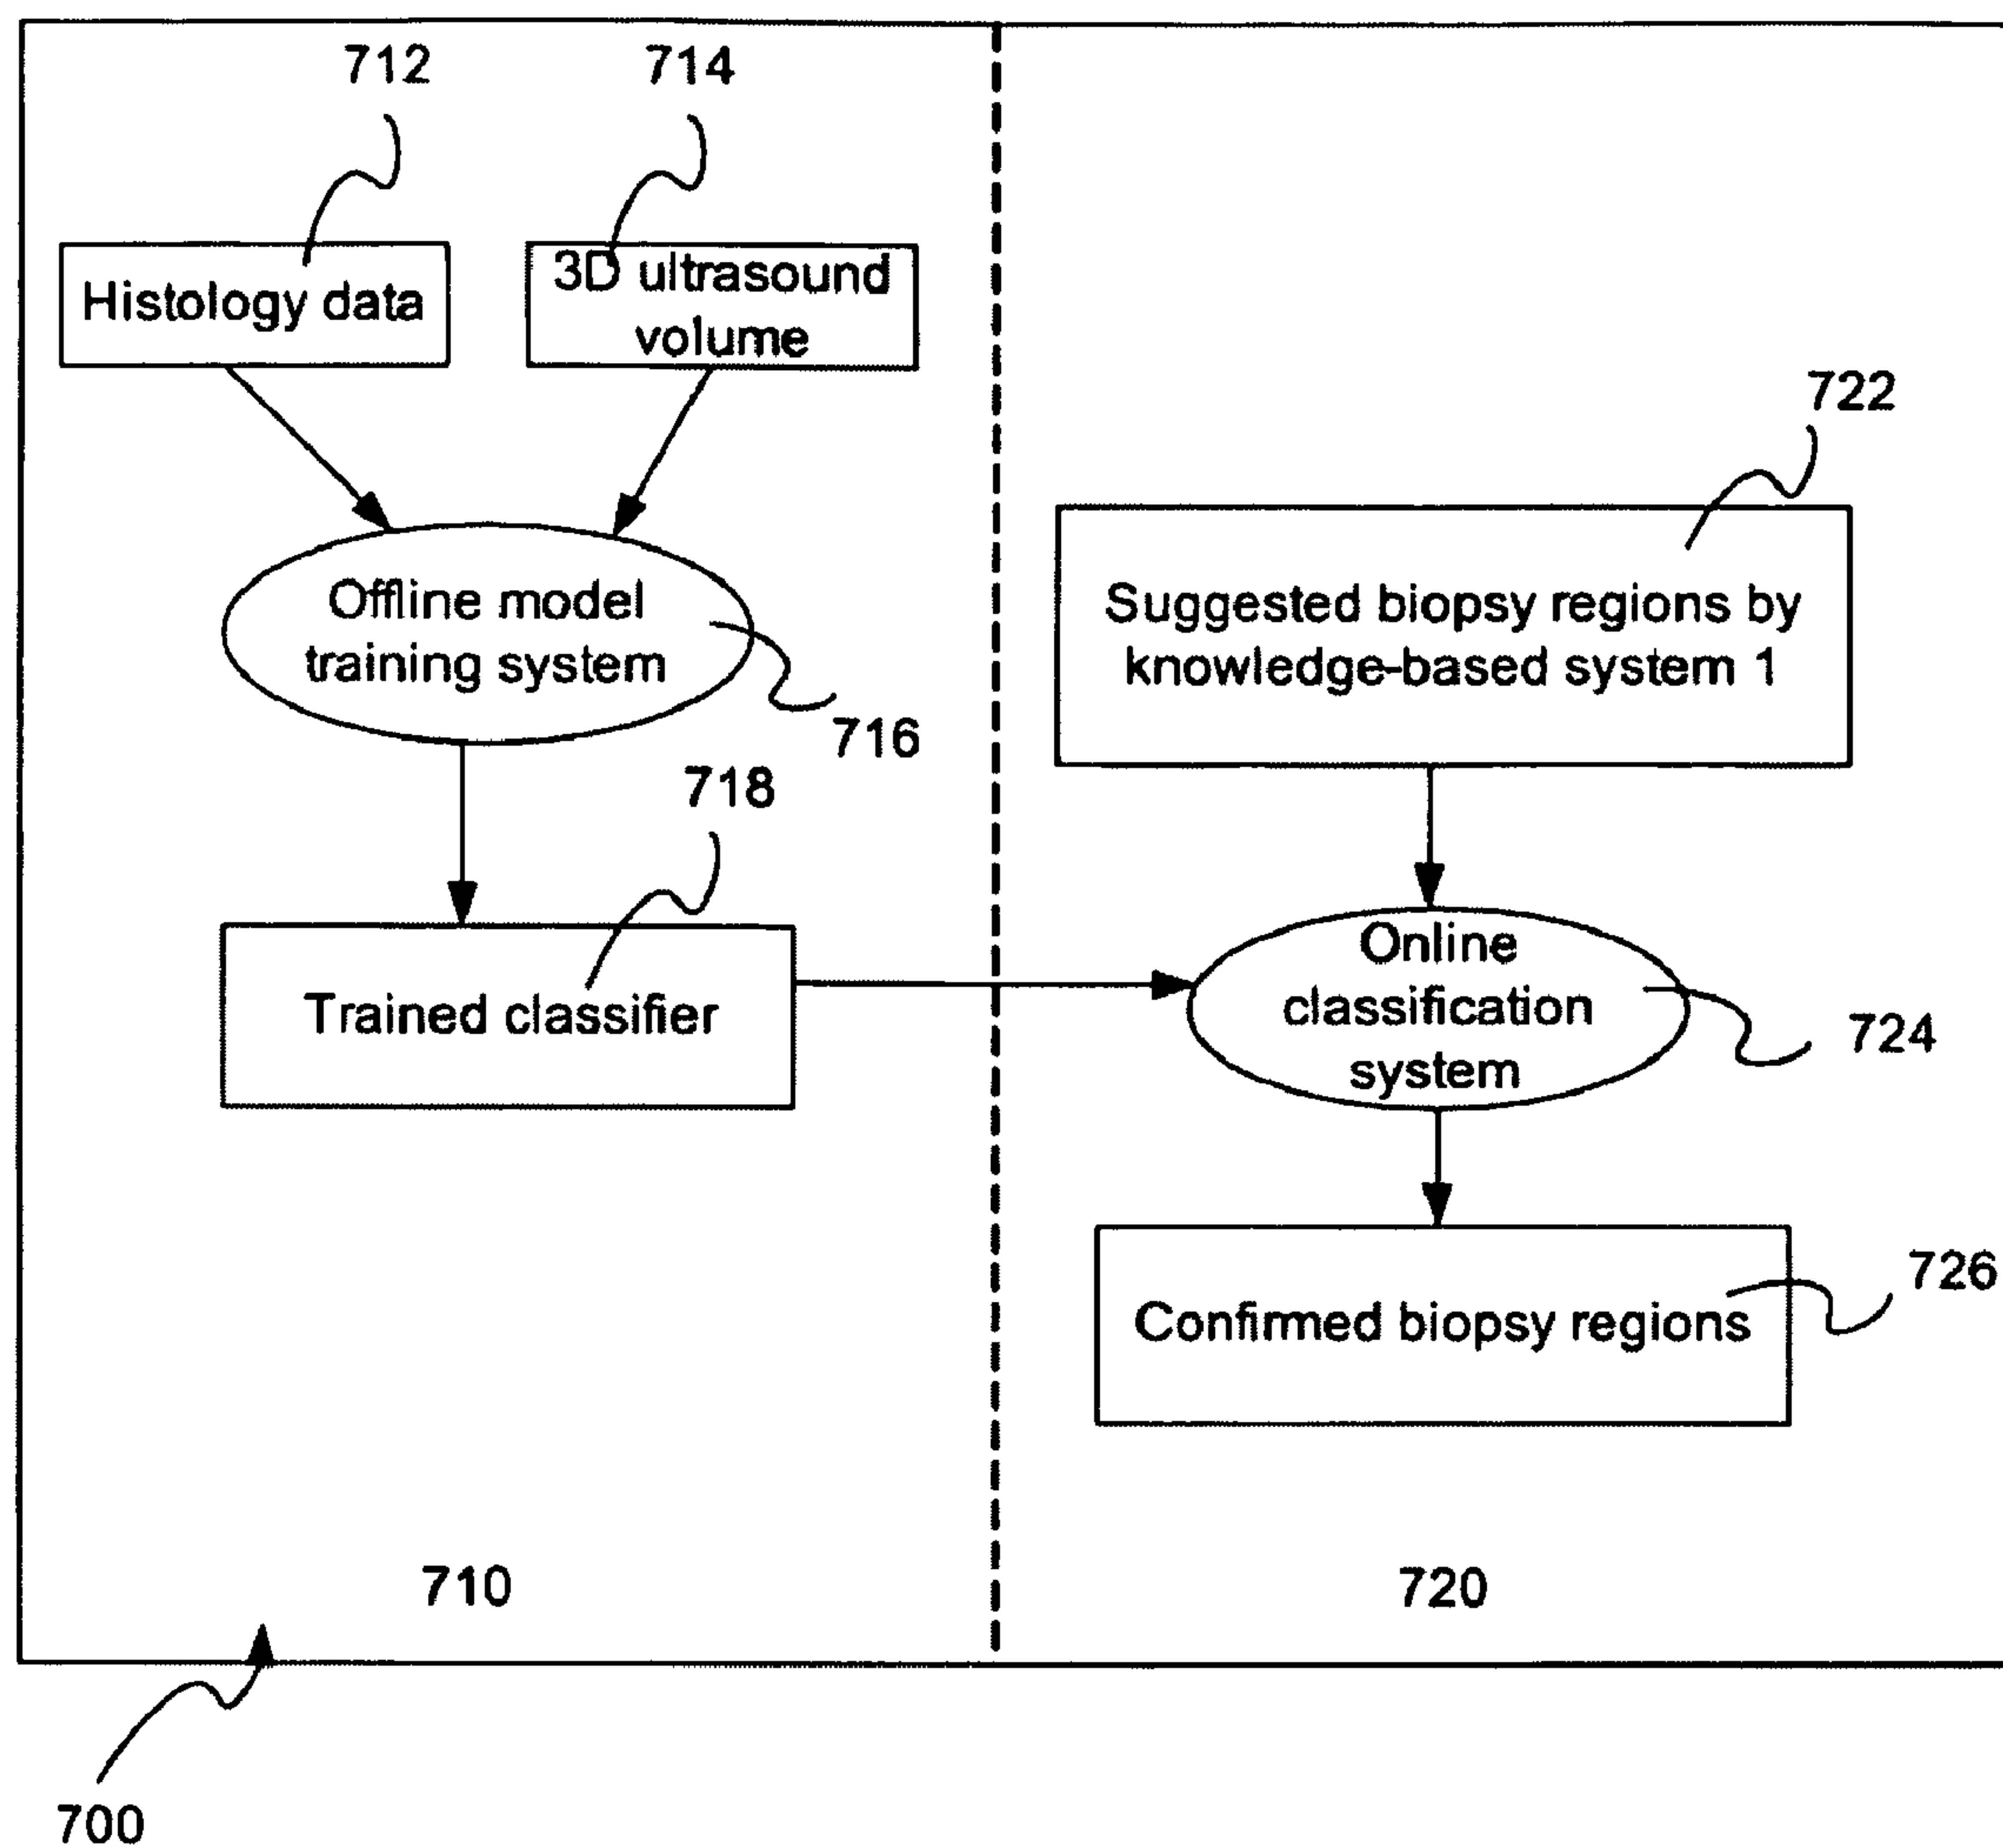 712
714
Histology data
3D ultrasound
volume
722
Offline model
training system
716
Suggested biopsy regions by
knowledge-based system 1
718
Trained classifier
Online
classification
system
724
726
Confirmed biopsy regions
710
720
700